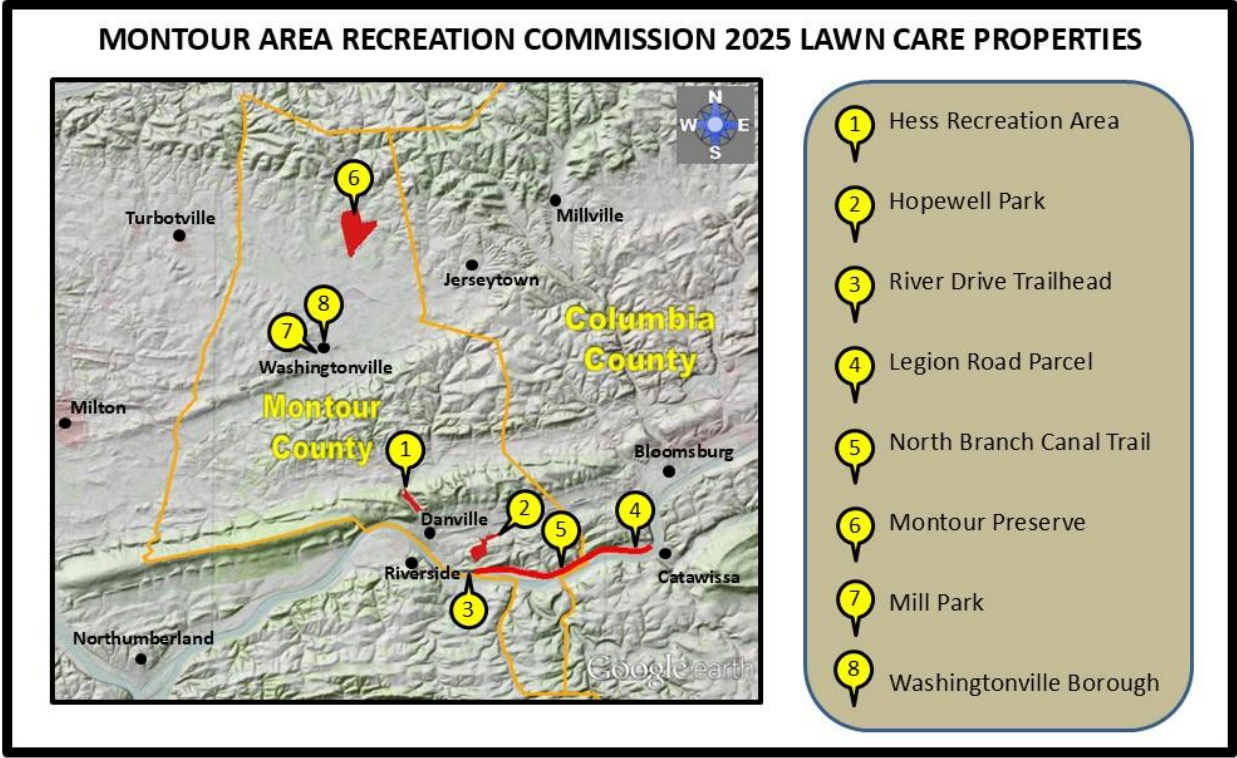 MONTOUR AREA RECREATION COMMISSION 2025 LAWN CARE PROPERTIES
N
W E
S
6
Turbotville
Millville
Jerseytown
8
7
Washingtonville
Columbia
County
Milton
Montour
County
1
Bloomsburg
2
4
Danville
5
Riverside
Catawissa
3
Northumberland
Google earth
1 Hess Recreation Area
2 Hopewell Park
3 River Drive Trailhead
4 Legion Road Parcel
5 North Branch Canal Trail
6 Montour Preserve
7 Mill Park
8 Washingtonville Borough